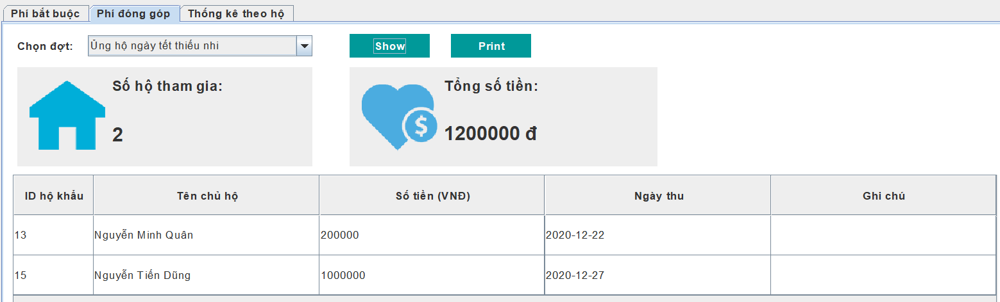 Phí bắt buộc Phí đóng góp Thống kê theo hộ
Chọn đợt: Ủng hộ ngày tết thiếu nhi Show Print
Số hộ tham gia: Tổng số tiền:
2 1200000 đ
$
ID hộ khẩu Tên chủ hộ Số tiền (VNĐ) Ngày thu Ghi chú
13 Nguyễn Minh Quân 200000 2020-12-22
15 Nguyễn Tiến Dũng 1000000 2020-12-27